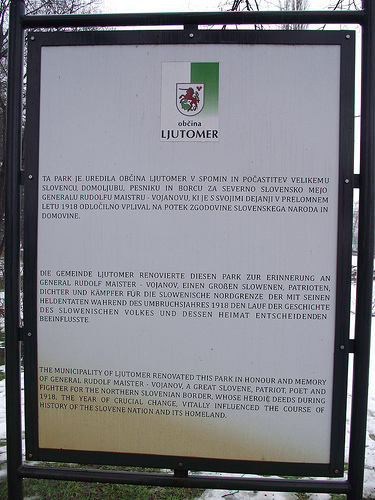 občina
LJUTOMER
TA PARK JE UREDILA OBČINA LJUTOMER V SPOMIN IN POČASTITEV VELIKEMU
SLOVENCU, DOMOLJUBU, PESNIKU IN BORCU ZA SEVERNO SLOVENSKO MEJO
GENERALU RUDOLFU MAISTRU - VOJANOVU, KI JE S SVOJIMI DEJANJI V PRELOMNEM
LETU 1918 ODLOČILNO VPLIVAL NA POTEK ZGODOVINE SLOVENSKEGA NARODA IN
DOMOVINE.
DIE GEMEINDE LJUTOMER RENOVIERTE DIESEN PARK ZUR ERINNERUNG AN
GENERAL RUDOLF MAISTER - VOJANOV, EINEN GROßEN SLOWENEN, PATRIOTEN,
DICHTER UND KÄMPFER FÜR DIE SLOWENISCHE NORDGRENZE DER MIT SEINEN
HELDENTATEN WÄHREND DES UMBRUCHSJAHRES 1918 DEN LAUF DER GESCHICHTE
DES SLOWENISCHEN VOLKES UND DESSEN HEIMAT ENTSCHEIDENDEN
BEEINFLUSSTE.
THE MUNICIPALITY OF LJUTOMER RENOVATED THIS PARK IN HONOUR AND MEMORY
OF GENERAL RUDOLF MAISTER - VOJANOV, A GREAT SLOVENE, PATRIOT, POET AND
FIGHTER FOR THE NORTHERN SLOVENIAN BORDER, WHOSE HEROIC DEEDS DURING
1918, THE YEAR OF CRUCIAL CHANGE, VITALLY INFLUENCED THE COURSE OF
HISTORY OF THE SLOVENE NATION AND ITS HOMELAND.